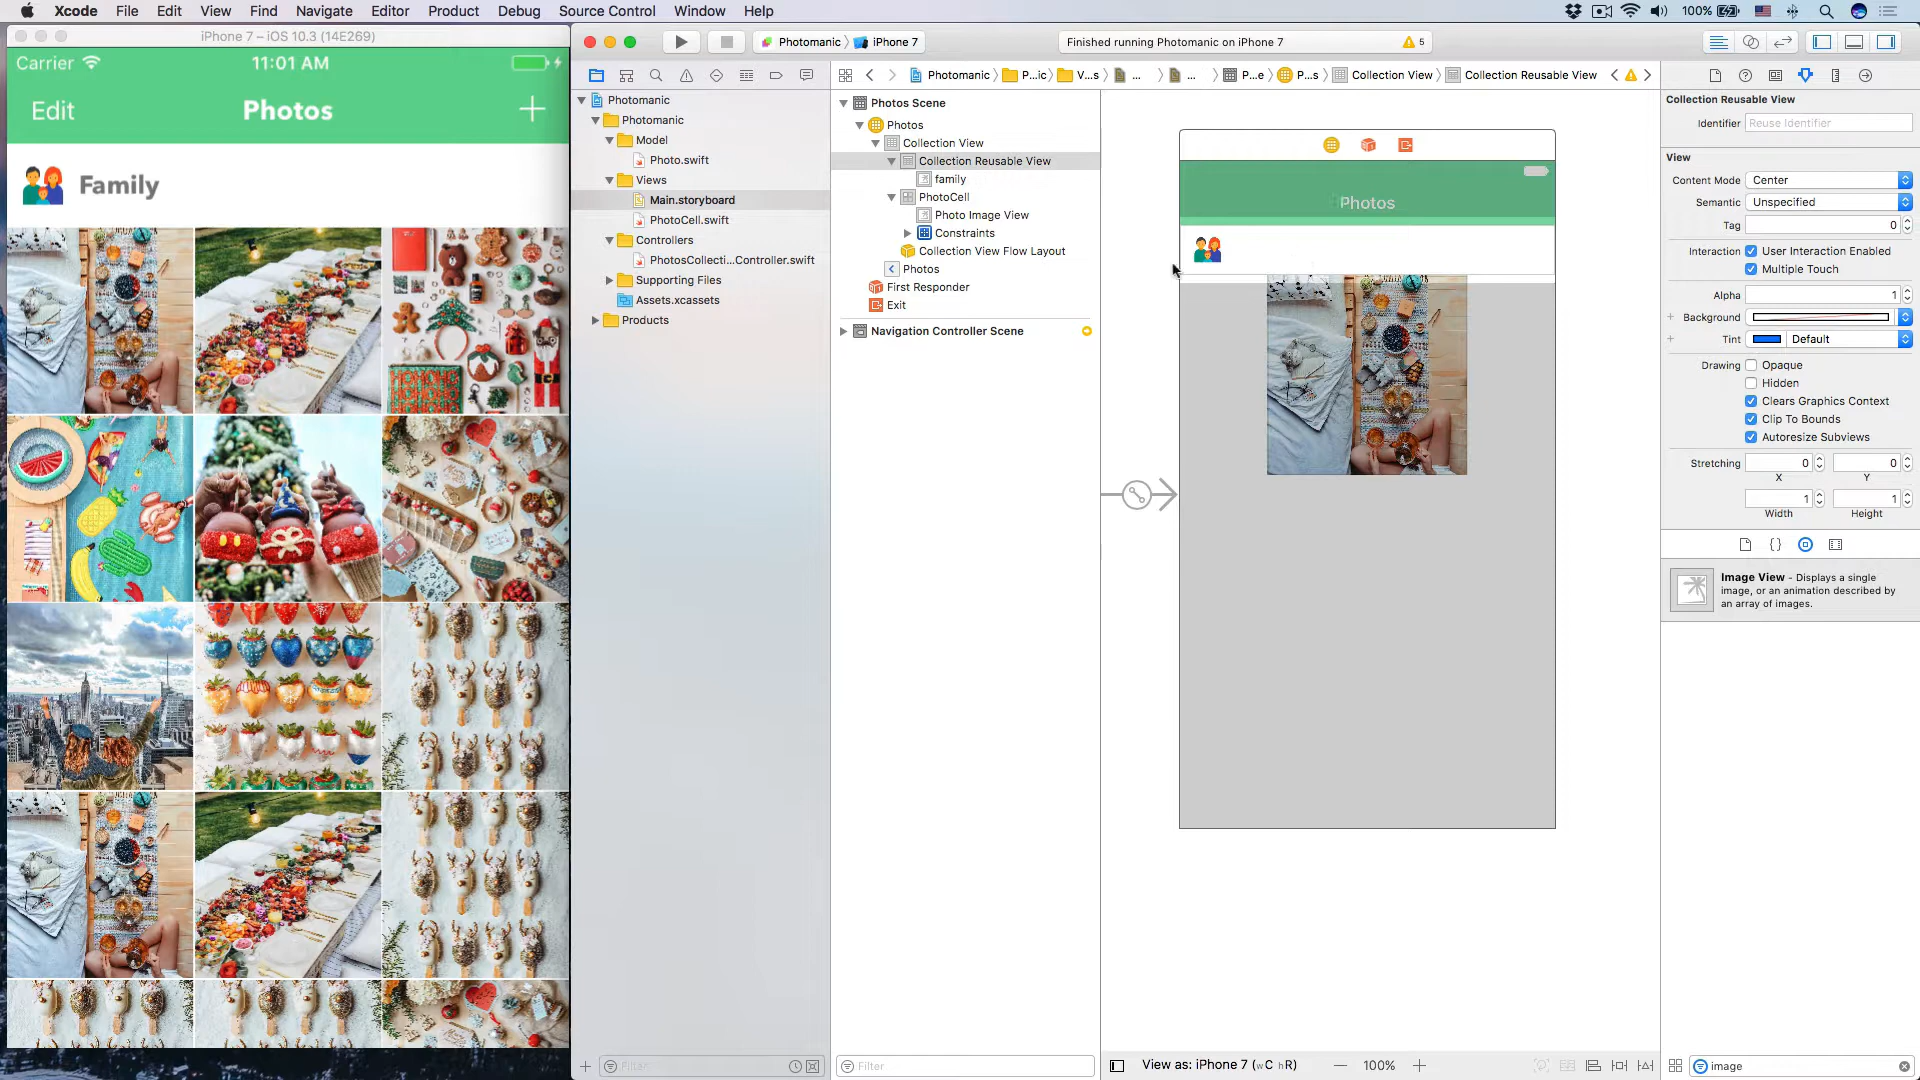 Xcode File Edit View Find Navigate Editor Product Debug Source Control Window Help
100%
iPhone 7 – iOS 10.3 (14E269)
Carrier 11:01 AM
Edit Photos +
Family
Photomanic iPhone 7
Finished running Photomanic on iPhone 7
5
Photomanic P...ic V...s ... ... P...e P...s Collection View Collection Reusable View
Photomanic
Photomanic
Model
Photo.swift
Views
Main.storyboard
PhotoCell.swift
Controllers
PhotosCollecti...Controller.swift
Supporting Files
Assets.xcassets
Products
Filter
Photos Scene
Photos
Collection View
Collection Reusable View
family
PhotoCell
Photo Image View
Constraints
Collection View Flow Layout
Photos
First Responder
Exit
Navigation Controller Scene
Filter
Photos
View as: iPhone 7 (wC hR)
— 100% +
Collection Reusable View
Identifier Reuse Identifier
View
Content Mode Center
Semantic Unspecified
Tag 0
Interaction User Interaction Enabled
Multiple Touch
Alpha 1
Background
Tint Default
Drawing Opaque
Hidden
Clears Graphics Context
Clip To Bounds
Autoresize Subviews
Stretching 0 0
X Y
1 1
Width Height
Image View - Displays a single
image, or an animation described by
an array of images.
image